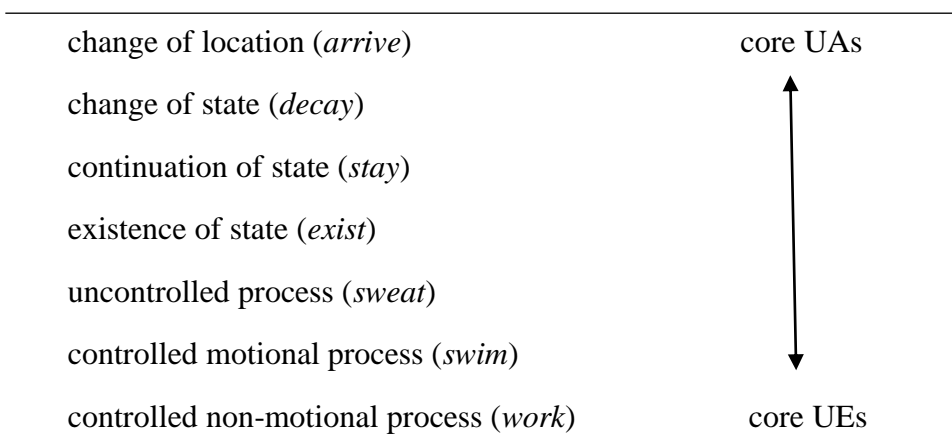 change of location (arrive) core UAs
change of state (decay)
continuation of state (stay)
existence of state (exist)
uncontrolled process (sweat)
controlled motional process (swim)
controlled non-motional process (work) core UEs